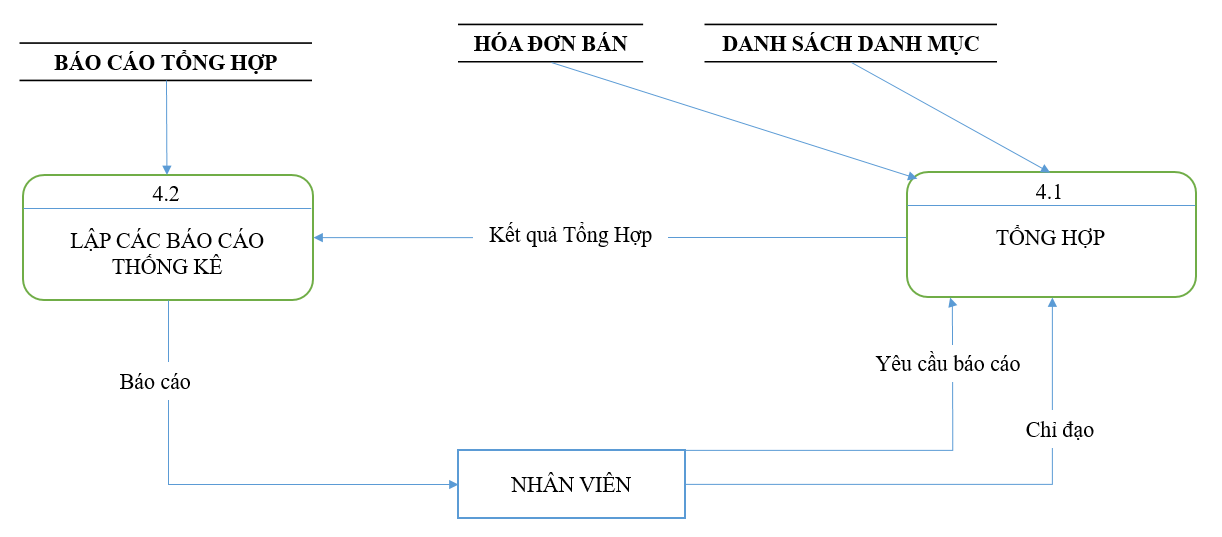 HÓA ĐƠN BÁN
DANH SÁCH DANH MỤC
BÁO CÁO TỔNG HỢP
4.2
LẬP CÁC BÁO CÁO
THỐNG KÊ
4.1
TỔNG HỢP
Kết quả Tổng Hợp
Yêu cầu báo cáo
Báo cáo
Chỉ đạo
NHÂN VIÊN